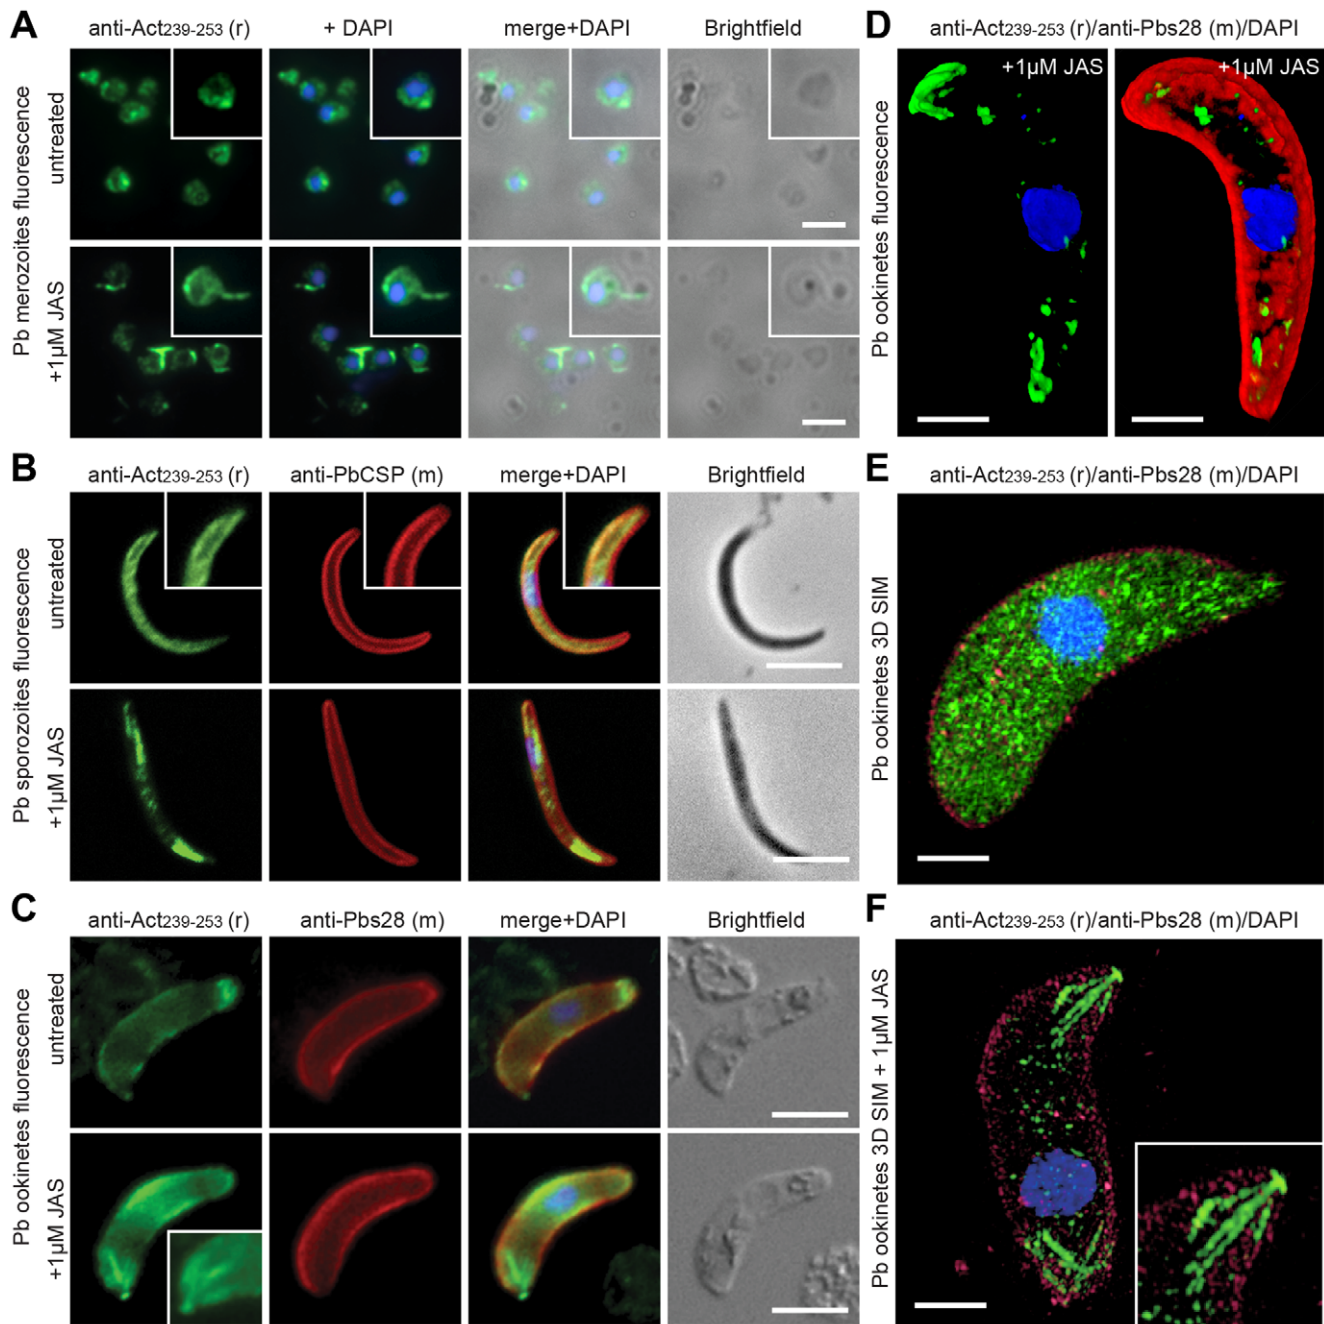 A
anti-Act239-253 (r)
+ DAPI
merge+DAPI
Brightfield
Pb merozoites fluorescence
untreated
+1µM JAS
B
anti-Act239-253 (r)
anti-PbCSP (m)
merge+DAPI
Brightfield
Pb sporozoites fluorescence
untreated
+1µM JAS
C
anti-Act239-253 (r)
anti-Pbs28 (m)
merge+DAPI
Brightfield
Pb ookinetes fluorescence
untreated
+1µM JAS
D
anti-Act239-253 (r)/anti-Pbs28 (m)/DAPI
Pb ookinetes fluorescence
+1µM JAS
+1µM JAS
E
anti-Act239-253 (r)/anti-Pbs28 (m)/DAPI
Pb ookinetes 3D SIM
F
anti-Act239-253 (r)/anti-Pbs28 (m)/DAPI
Pb ookinetes 3D SIM + 1µM JAS